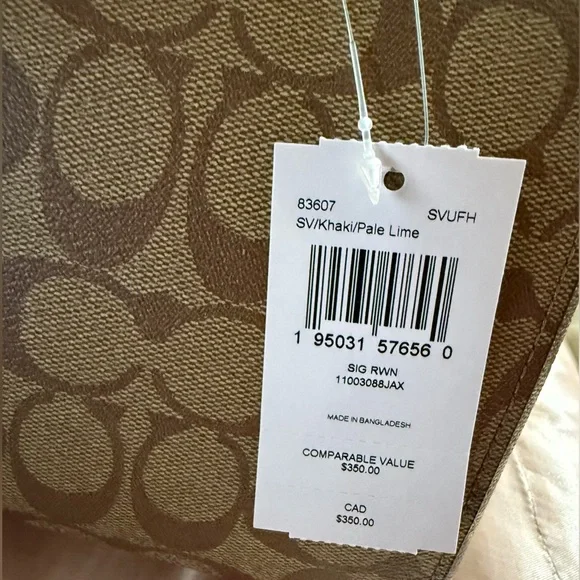 83607 SVUFH
SV/Khaki/Pale Lime
1 95031 57656 0
SIG RWN
11003088JAX
MADE IN BANGLADESH
COMPARABLE VALUE
$350.00
CAD
$350.00